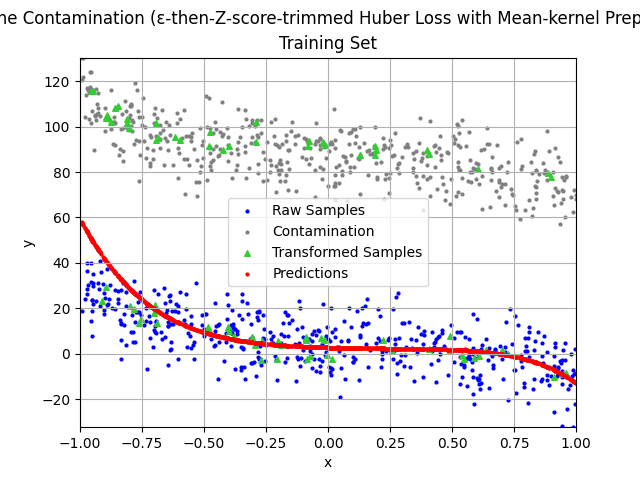 Contamination (ε-then-Z-score-trimmed Huber Loss with Mean-kernel
Training Set
120
100
80
60
40
20
0
−20
y
Raw Samples
Contamination
Transformed Samples
Predictions
−1.00 −0.75 −0.50 −0.25 0.00 0.25 0.50 0.75 1.00
x